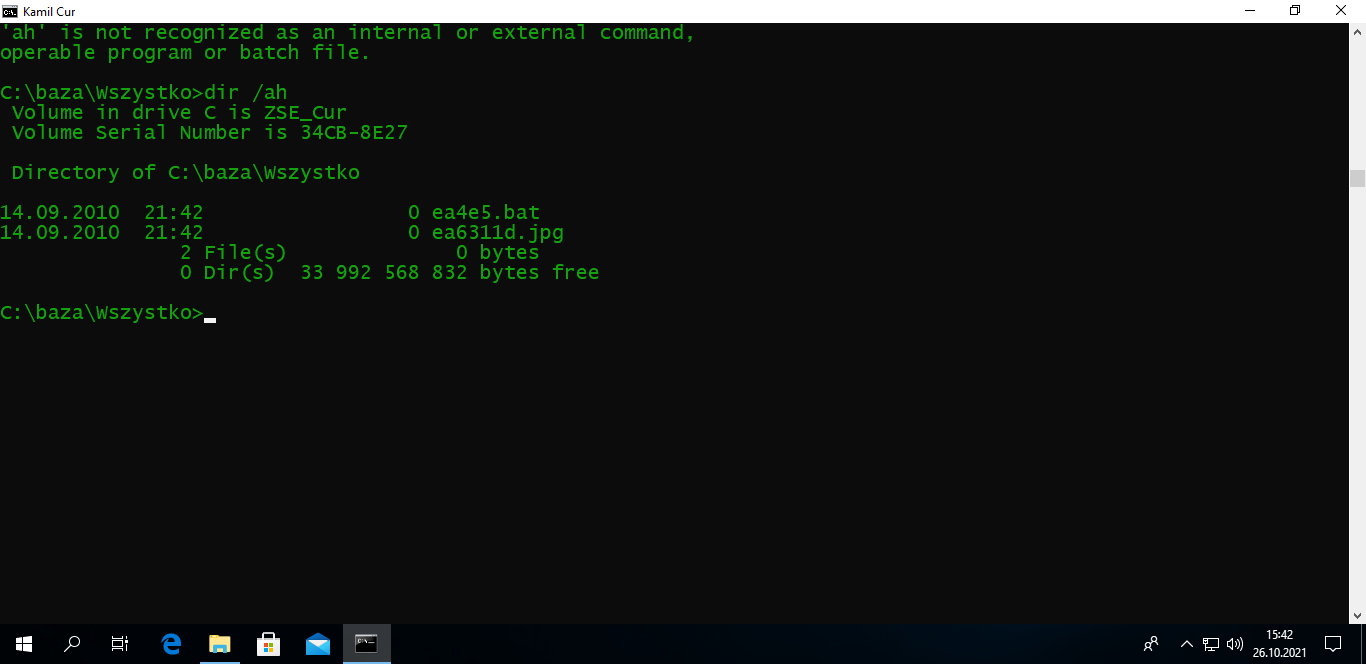 Kamil Cur
'ah' is not recognized as an internal or external command,
operable program or batch file.
C:\baza\Wszystko>dir /ah
Volume in drive C is ZSE_Cur
Volume Serial Number is 34CB-8E27
Directory of C:\baza\Wszystko
14.09.2010  21:42                 0 ea4e5.bat
14.09.2010  21:42                 0 ea6311d.jpg
2 File(s)              0 bytes
0 Dir(s)  33 992 568 832 bytes free
C:\baza\Wszystko>
15:42
26.10.2021